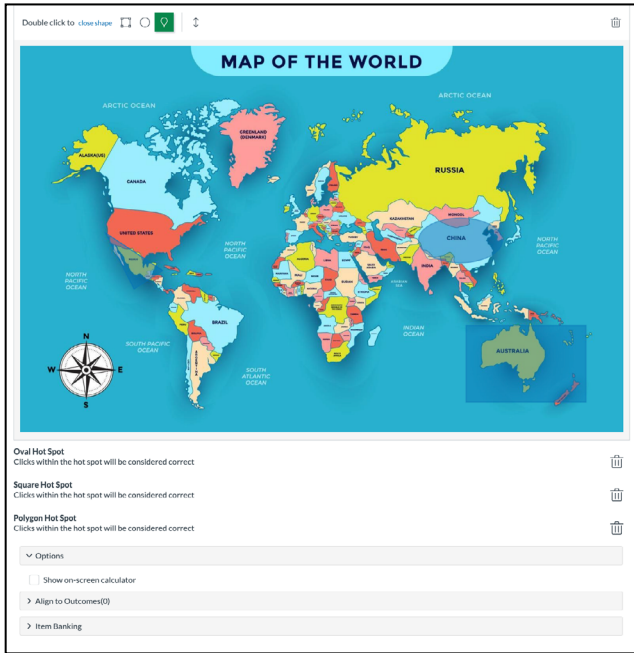 Double click to close shape
MAP OF THE WORLD
ARCTIC OCEAN
ARCTIC OCEAN
GREENLAND
(DENMARK)
ALASKA(US)
RUSSIA
CANADA
KAZAKHSTAN
MONGOL
UNITED STATES
CHINA
NORTH
PACIFIC
OCEAN
NORTH
PACIFIC
OCEAN
NORTH
PACIFIC
OCEAN
INDIA
BRAZIL
INDIAN
OCEAN
SOUTH PACIFIC
OCEAN
SOUTH
ATLANTIC
OCEAN
AUSTRALIA
N
W
E
S
Oval Hot Spot
Clicks within the hot spot will be considered correct
Square Hot Spot
Clicks within the hot spot will be considered correct
Polygon Hot Spot
Clicks within the hot spot will be considered correct
Options
Show on-screen calculator
Align to Outcomes(0)
Item Banking